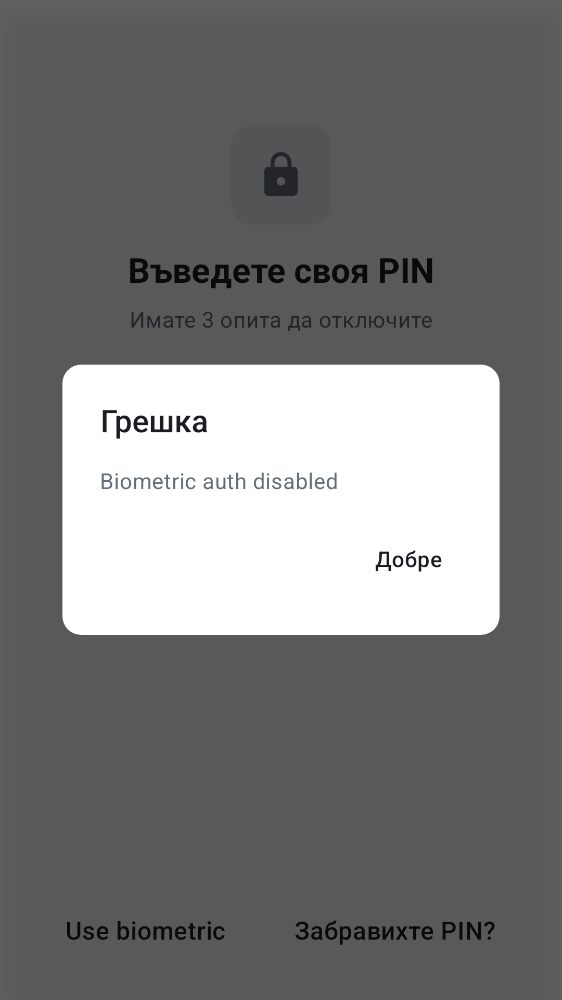 Въведете своя PIN
Имате 3 опита да отключите
Грешка
Biometric auth disabled
Добре
Use biometric
Забравихте PIN?